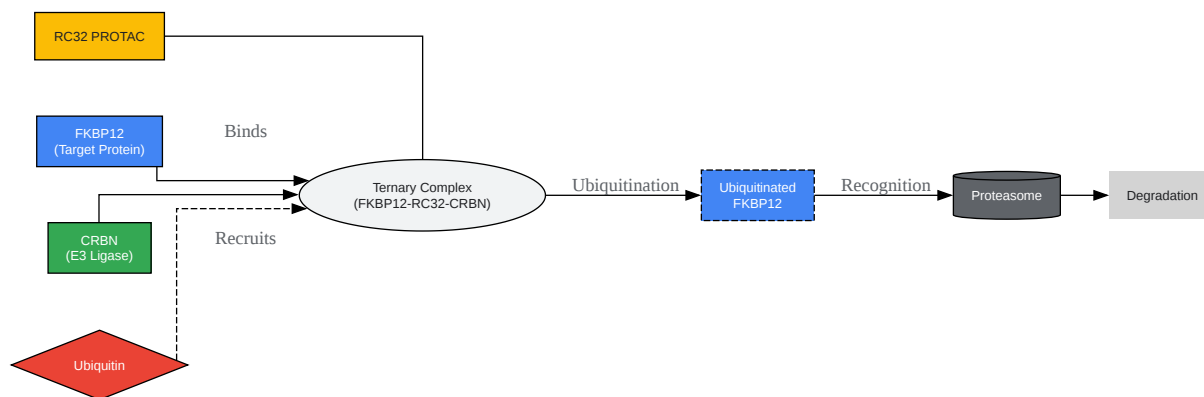 RC32 PROTAC
FKBP12
(Target Protein)
Binds
Ternary Complex
(FKBP12-RC32-CRBN)
Ubiquitination
Ubiquitinated
FKBP12
Recognition
Proteasome
Degradation
CRBN
(E3 Ligase)
Recruits
Ubiquitin